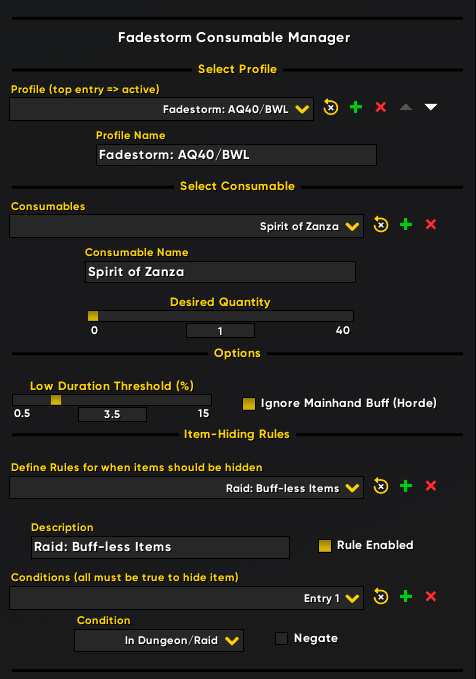 Fadestorm Consumable Manager
Select Profile
Profile (top entry => active)
Fadestorm: AQ40/BWL
Profile Name
Fadestorm: AQ40/BWL
Select Consumable
Consumables
Spirit of Zanza
Consumable Name
Spirit of Zanza
Desired Quantity
0 1 40
Options
Low Duration Threshold (%)
0.5 3.5 15
Ignore Mainhand Buff (Horde)
Item-Hiding Rules
Define Rules for when items should be hidden
Raid: Buff-less Items
Description
Raid: Buff-less Items
Rule Enabled
Conditions (all must be true to hide item)
Entry 1
Condition
In Dungeon/Raid
Negate